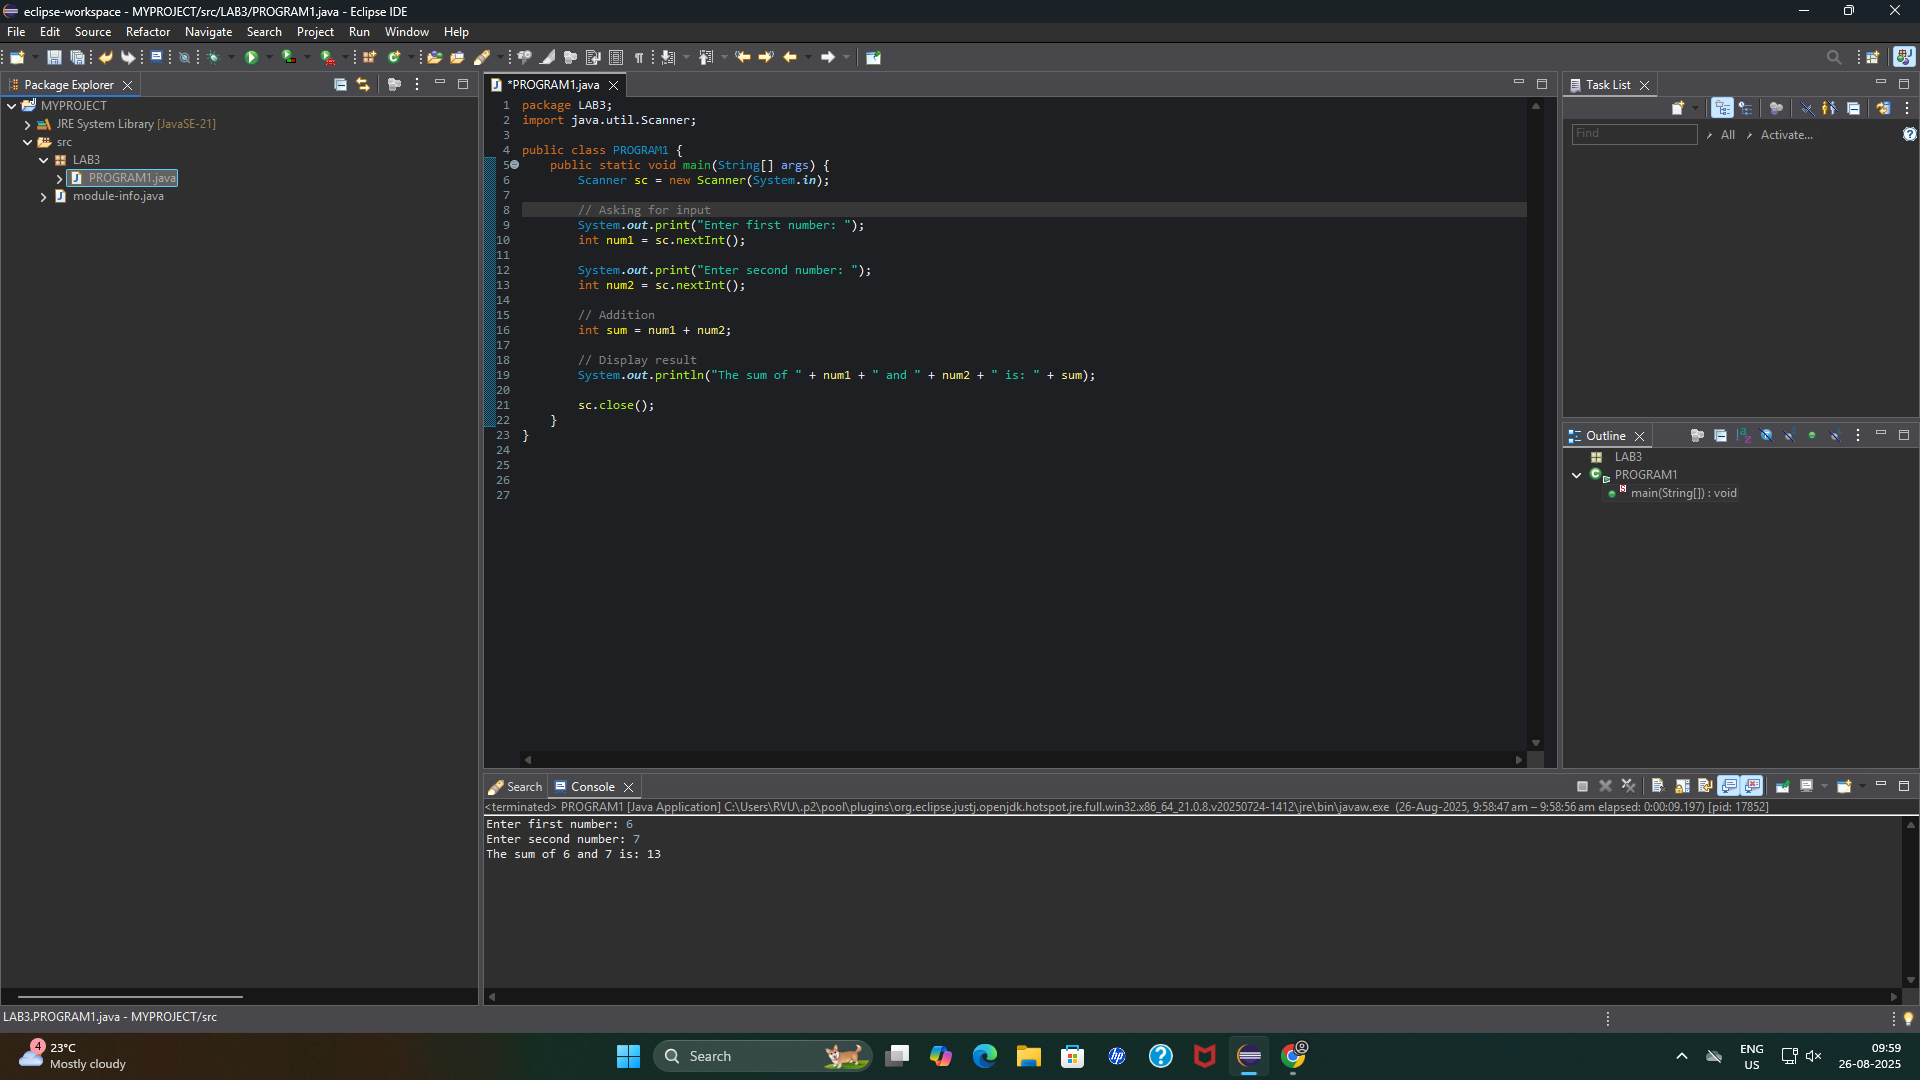 eclipse-workspace - MYPROJECT/src/LAB3/PROGRAM1.java - Eclipse IDE
File Edit Source Refactor Navigate Search Project Run Window Help
Package Explorer
MYPROJECT
JRE System Library [JavaSE-21]
src
LAB3
PROGRAM1.java
module-info.java
*PROGRAM1.java
1 package LAB3;
2 import java.util.Scanner;
3
4 public class PROGRAM1 {
5 public static void main(String[] args) {
6 Scanner sc = new Scanner(System.in);
7
8 // Asking for input
9 System.out.print("Enter first number: ");
10 int num1 = sc.nextInt();
11
12 System.out.print("Enter second number: ");
13 int num2 = sc.nextInt();
14
15 // Addition
16 int sum = num1 + num2;
17
18 // Display result
19 System.out.println("The sum of " + num1 + " and " + num2 + " is: " + sum);
20
21 sc.close();
22 }
23 }
24
25
26
27
Task List
Find All Activate...
Outline
LAB3
PROGRAM1
main(String[]) : void
Search Console
<terminated> PROGRAM1 [Java Application] C:\Users\RVU\.p2\pool\plugins\org.eclipse.justj.openjdk.hotspot.jre.full.win32.x86_64_21.0.8.v20250724-1412\jre\bin\javaw.exe (26-Aug-2025, 9:58:47 am – 9:58:56 am elapsed: 0:00:09.197) [pid: 17852]
Enter first number: 6
Enter second number: 7
The sum of 6 and 7 is: 13
LAB3.PROGRAM1.java - MYPROJECT/src
4
23°C
Mostly cloudy
Search
hp
ENG
US
09:59
26-08-2025